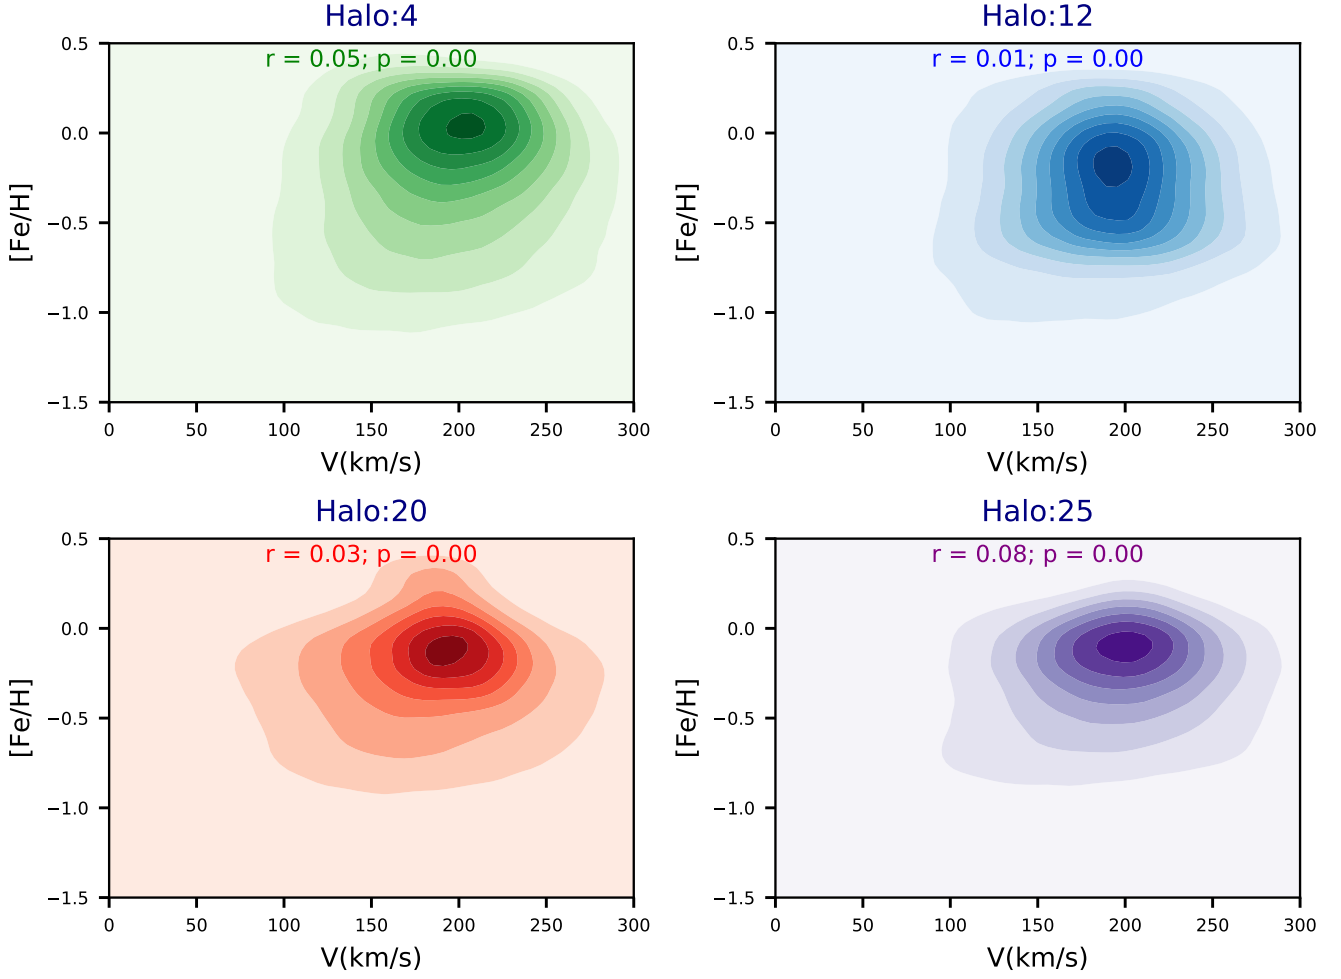 Halo:4
r = 0.05; p = 0.00
0.5
0.0
−0.5
−1.0
−1.5
[Fe/H]
0 50 100 150 200 250 300
V(km/s)
Halo:12
r = 0.01; p = 0.00
0.5
0.0
−0.5
−1.0
−1.5
[Fe/H]
0 50 100 150 200 250 300
V(km/s)
Halo:20
r = 0.03; p = 0.00
0.5
0.0
−0.5
−1.0
−1.5
[Fe/H]
0 50 100 150 200 250 300
V(km/s)
Halo:25
r = 0.08; p = 0.00
0.5
0.0
−0.5
−1.0
−1.5
[Fe/H]
0 50 100 150 200 250 300
V(km/s)